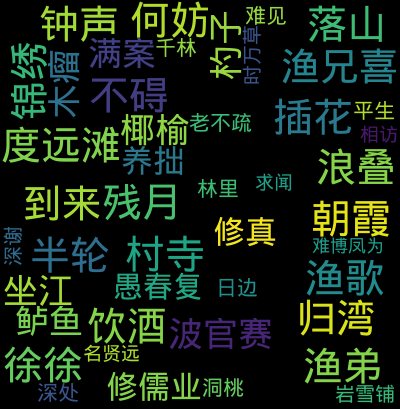 钟声
何妨
难见
落山
锦绣
木瘤
满案
千林
杓子
时万草
渔兄喜
不碍
插花
平生
相访
度远滩
椰榆
老不疏
养拙
浪叠
到来
残月
林里
求闻
朝霞
深谢
半轮
村寺
修真
难博凤为
坐江
愚春复
日边
渔歌
鲈鱼
饮酒
波官赛
归湾
徐徐
名贤远
渔弟
深处
修儒业
洞桃
岩雪铺